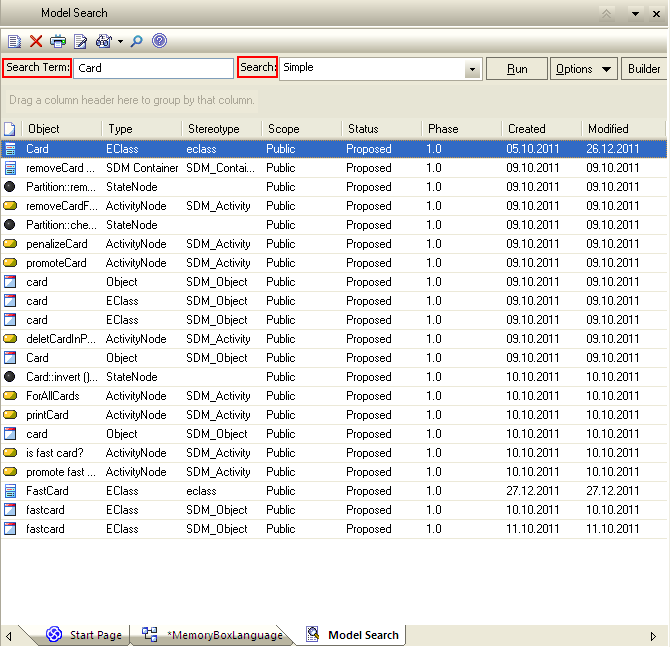 Model Search
Search Term: Card Search: Simple Run Options Builder
Drag a column header here to group by that column.
Object Type Stereotype Scope Status Phase Created Modified
Card EClass eclass Public Proposed 1.0 05.10.2011 26.12.2011
removeCard ... SDM Container SDM_Contai... Public Proposed 1.0 09.10.2011 09.10.2011
Partition::rem... StateNode Public Proposed 1.0 09.10.2011 09.10.2011
removeCardF... ActivityNode SDM_Activity Public Proposed 1.0 09.10.2011 09.10.2011
Partition::che... StateNode Public Proposed 1.0 09.10.2011 09.10.2011
penalizeCard ActivityNode SDM_Activity Public Proposed 1.0 09.10.2011 09.10.2011
promoteCard ActivityNode SDM_Activity Public Proposed 1.0 09.10.2011 09.10.2011
card Object SDM_Object Public Proposed 1.0 09.10.2011 09.10.2011
card EClass SDM_Object Public Proposed 1.0 09.10.2011 09.10.2011
card EClass SDM_Object Public Proposed 1.0 09.10.2011 09.10.2011
deletCardInP... ActivityNode SDM_Activity Public Proposed 1.0 09.10.2011 09.10.2011
Card Object SDM_Object Public Proposed 1.0 09.10.2011 09.10.2011
Card::invert ()... StateNode Public Proposed 1.0 10.10.2011 10.10.2011
ForAllCards ActivityNode SDM_Activity Public Proposed 1.0 10.10.2011 10.10.2011
printCard ActivityNode SDM_Activity Public Proposed 1.0 10.10.2011 10.10.2011
card Object SDM_Object Public Proposed 1.0 10.10.2011 10.10.2011
is fast card? ActivityNode SDM_Activity Public Proposed 1.0 10.10.2011 10.10.2011
promote fast ... ActivityNode SDM_Activity Public Proposed 1.0 10.10.2011 10.10.2011
FastCard EClass eclass Public Proposed 1.0 27.12.2011 27.12.2011
fastcard EClass SDM_Object Public Proposed 1.0 10.10.2011 10.10.2011
fastcard EClass SDM_Object Public Proposed 1.0 11.10.2011 11.10.2011
Start Page *MemoryBoxLanguage Model Search